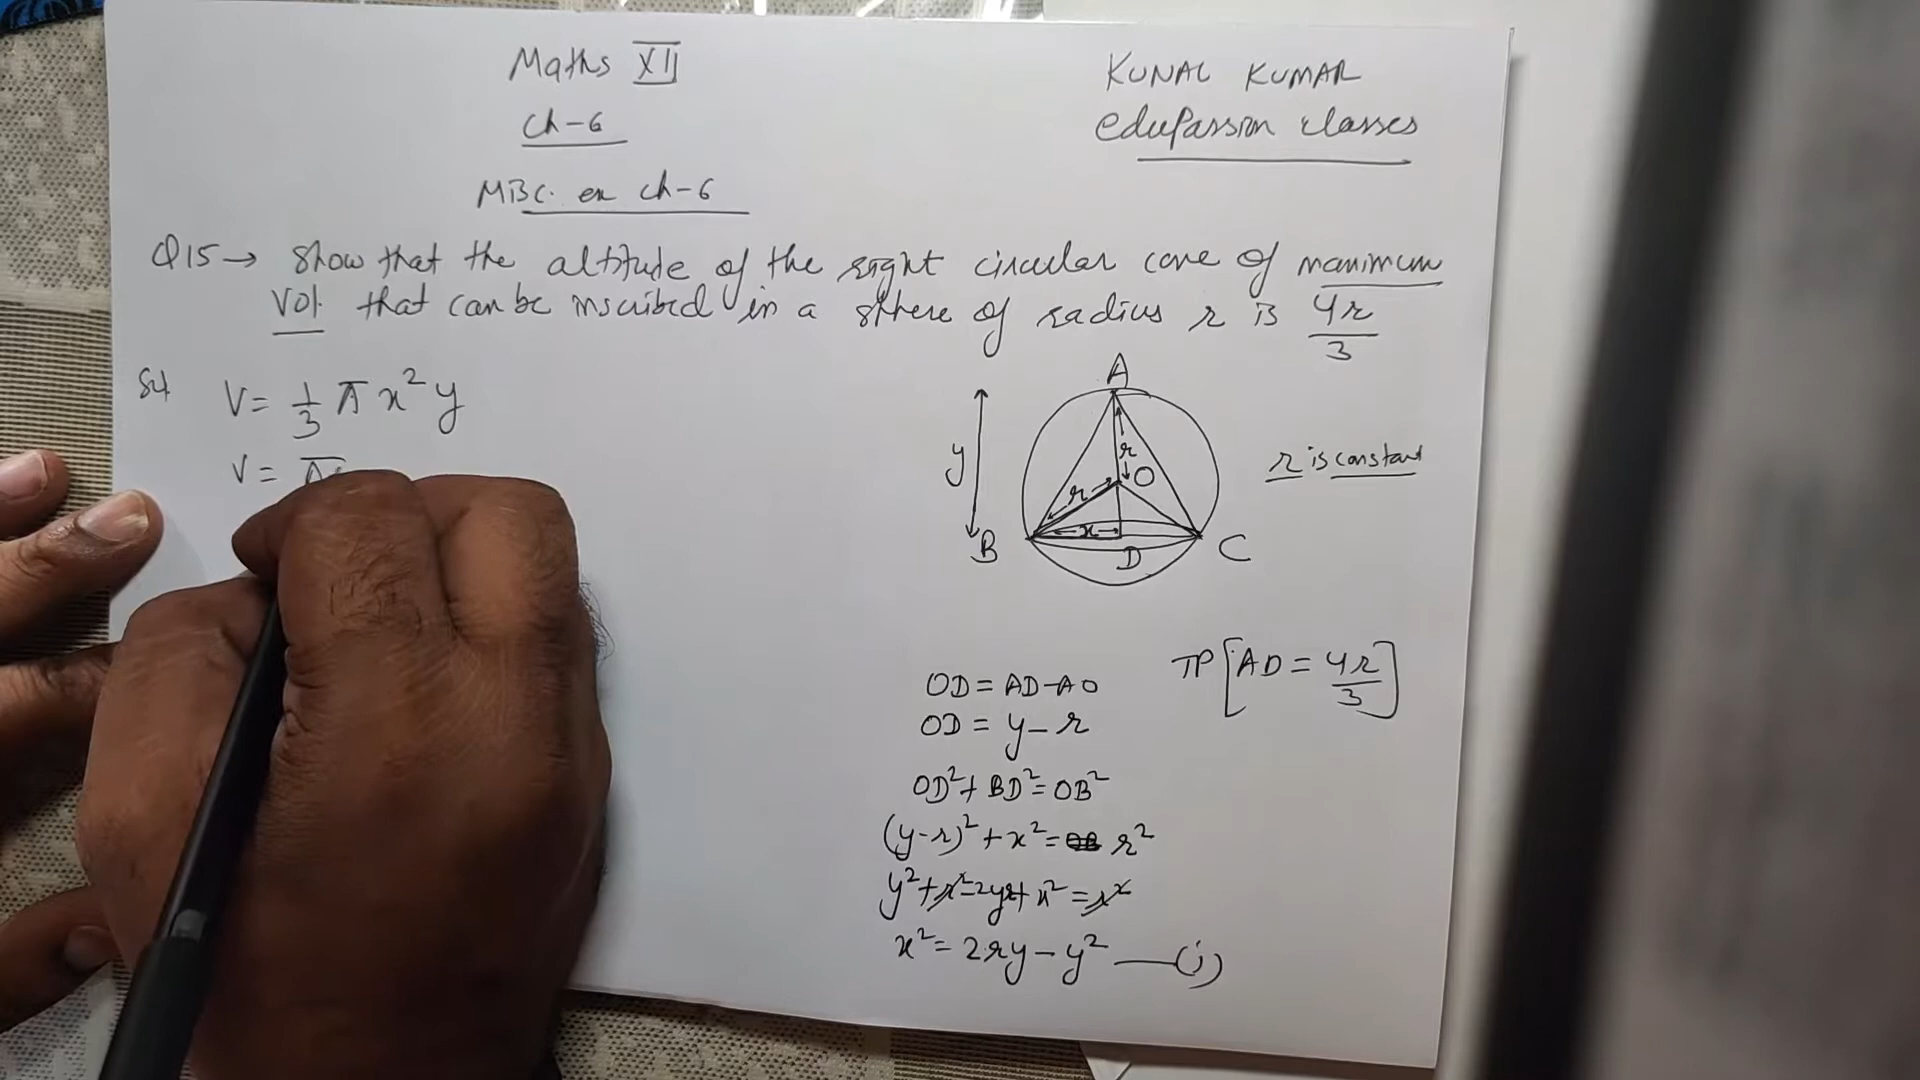 Maths XII
Ch-6
KUNAL KUMAR
eduPassion classes
MISC. ex ch-6
Q15→ Show that the altitude of the right circular cone of maximum
Vol. that can be inscribed in a sphere of radius r is 4r/3
Sol
V = 1/3 π x² y
V = π
A
y
r
O
r
x
B
D
C
r is constant
TP [AD = 4r/3]
OD = AD-AO
OD = y - r
OD² + BD² = OB²
(y-r)² + x² = r²
y² + r² - 2yr + x² = r²
x² = 2ry - y² —(i)